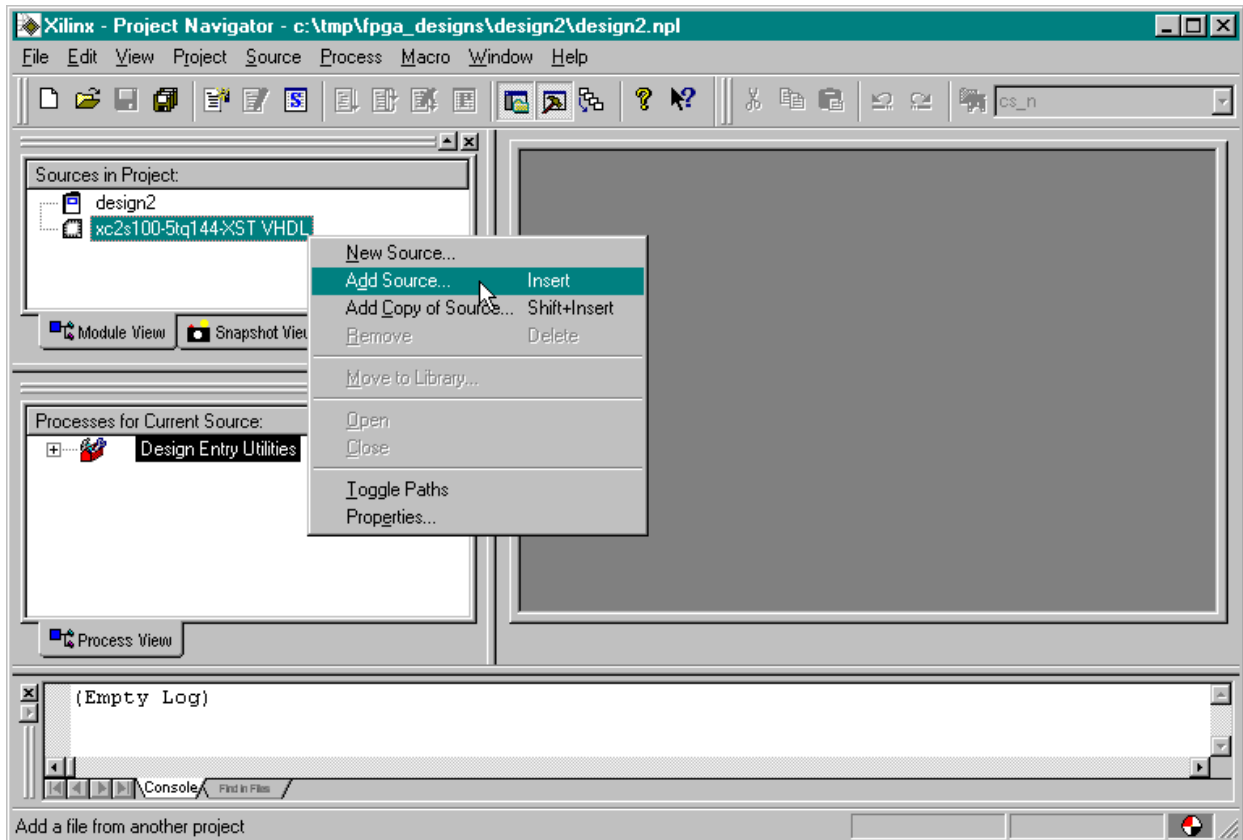 Xilinx - Project Navigator - c:\tmp\fpga_designs\design2\design2.npl
File Edit View Project Source Process Macro Window Help
cs_n
Sources in Project:
design2
xc2s100-5tq144-XST VHDL
New Source...
Add Source... Insert
Add Copy of Source... Shift+Insert
Remove Delete
Move to Library...
Open
Close
Toggle Paths
Properties...
Module View Snapshot View
Processes for Current Source:
Design Entry Utilities
Process View
(Empty Log)
Console Find in Files
Add a file from another project